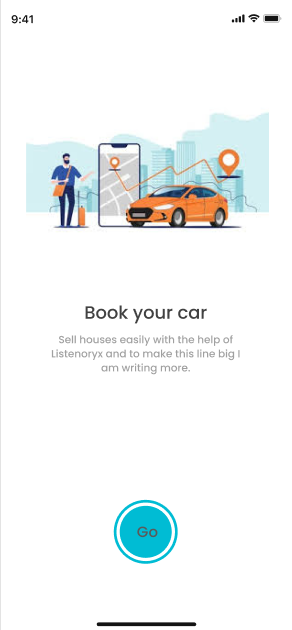 9:41
Book your car
Sell houses easily with the help of
Listenoryx and to make this line big I
am writing more.
Go